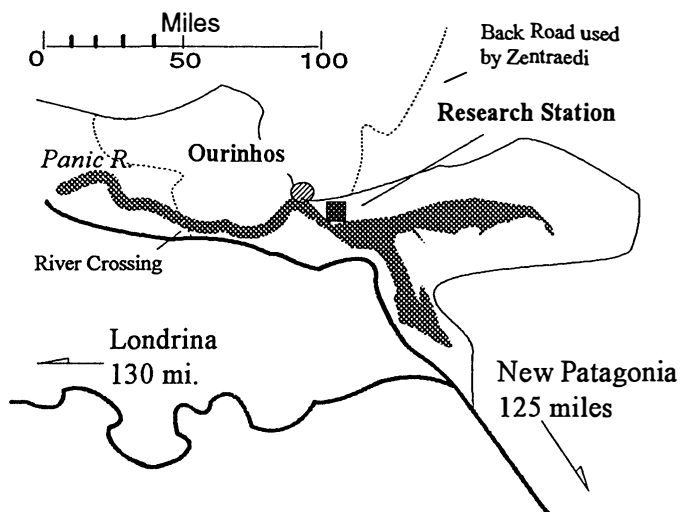 Miles
0 50 100
Back Road used
by Zentraedi
Research Station
Ourinhos
Panic R.
River Crossing
Londrina
130 mi.
New Patagonia
125 miles